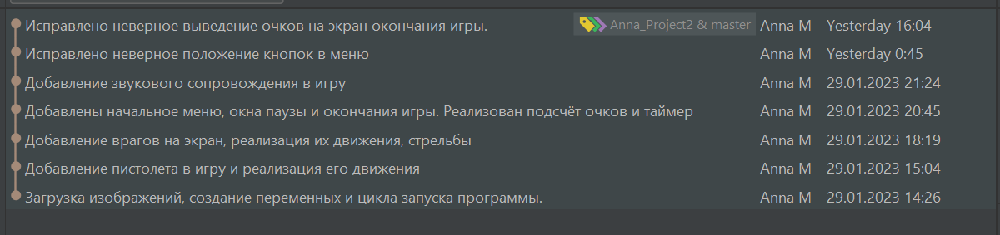 Исправлено неверное выведение очков на экран окончания игры. Anna_Project2 & master Anna M Yesterday 16:04
Исправлено неверное положение кнопок в меню Anna M Yesterday 0:45
Добавление звукового сопровождения в игру Anna M 29.01.2023 21:24
Добавлены начальное меню, окна паузы и окончания игры. Реализован подсчёт очков и таймер Anna M 29.01.2023 20:45
Добавление врагов на экран, реализация их движения, стрельбы Anna M 29.01.2023 18:19
Добавление пистолета в игру и реализация его движения Anna M 29.01.2023 15:04
Загрузка изображений, создание переменных и цикла запуска программы. Anna M 29.01.2023 14:26